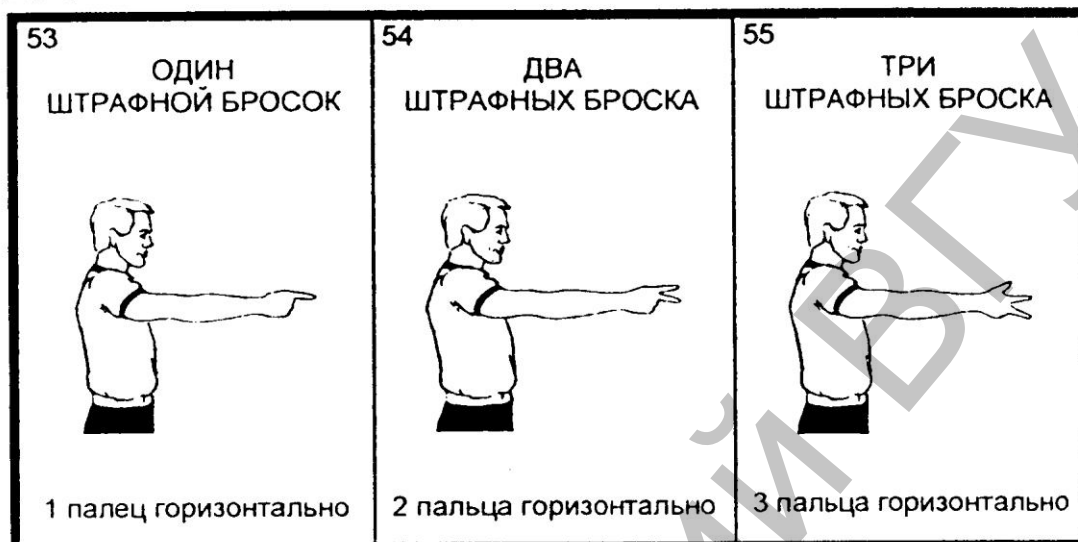 53
ОДИН
ШТРАФНОЙ БРОСОК
1 палец горизонтально
54
ДВА
ШТРАФНЫХ БРОСКА
2 пальца горизонтально
55
ТРИ
ШТРАФНЫХ БРОСКА
3 пальца горизонтально
ВГУ